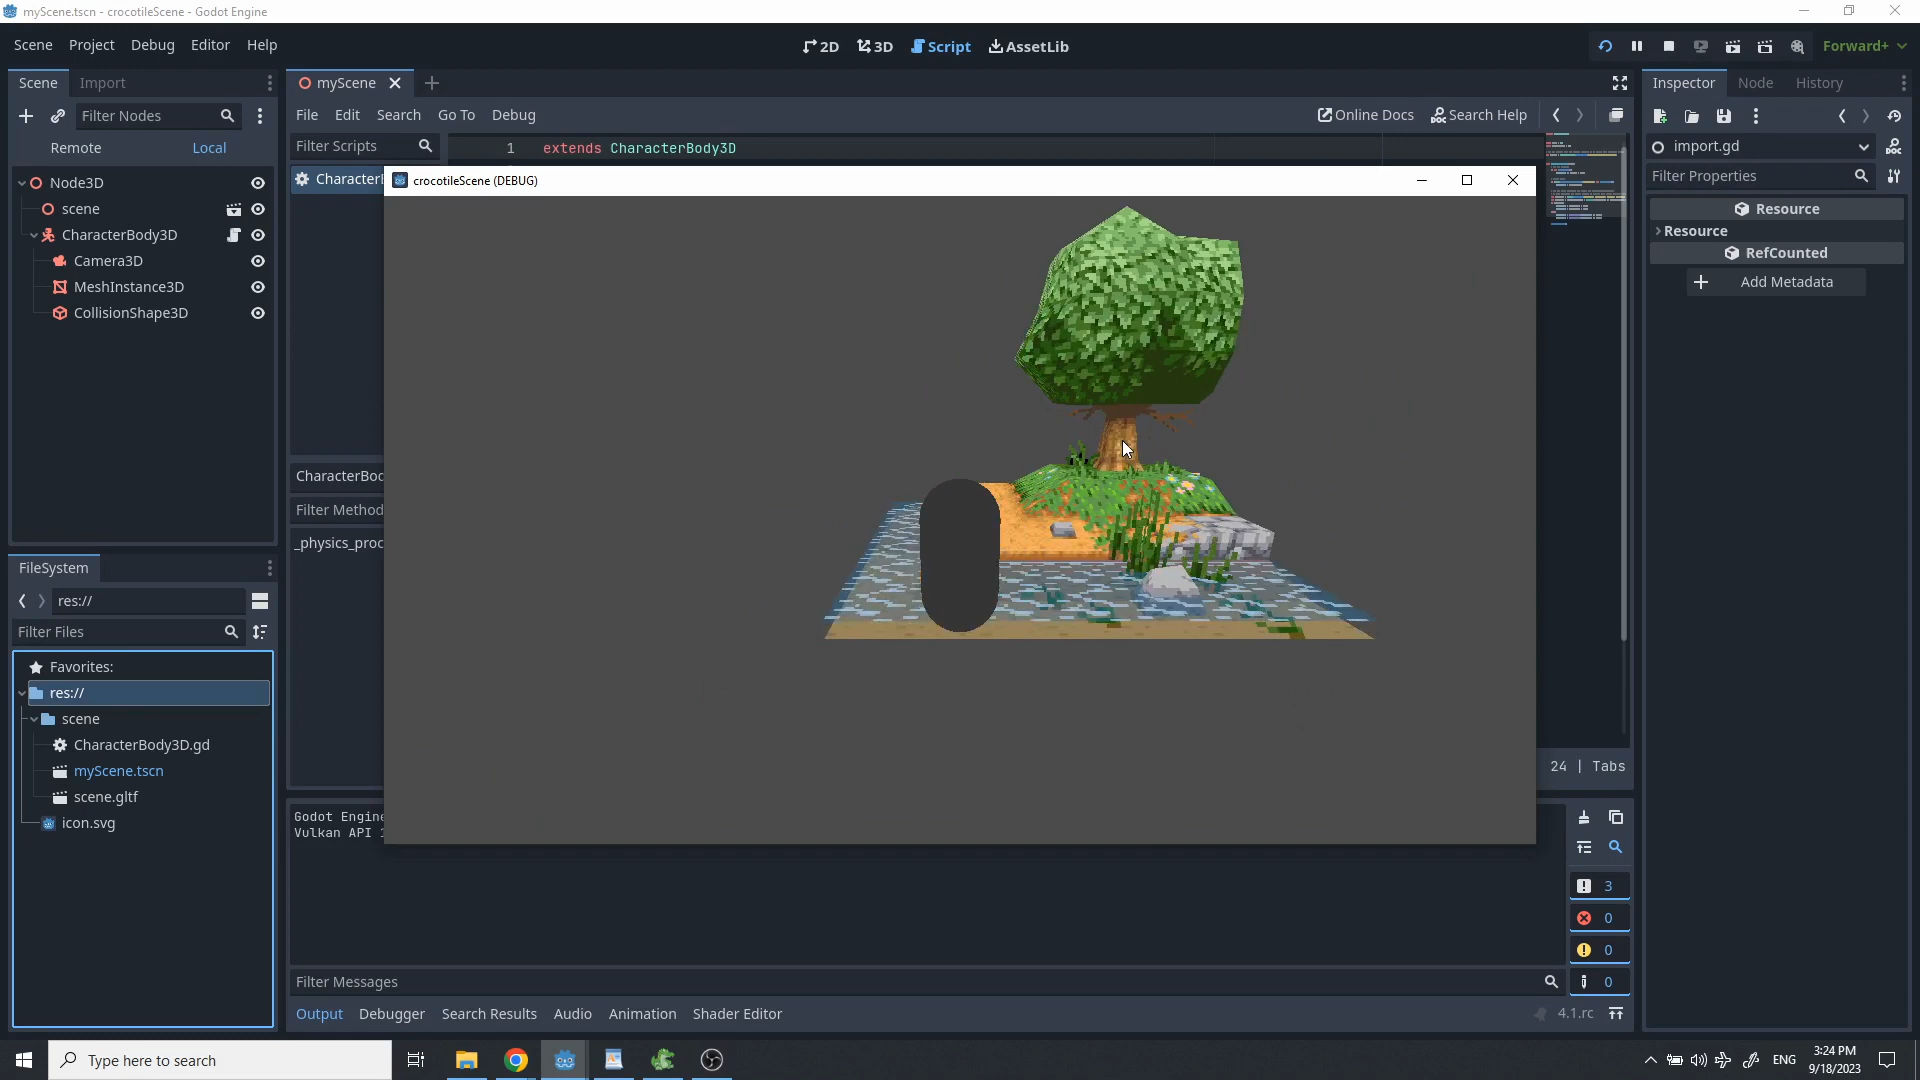 myScene.tscn - crocotileScene - Godot Engine
Scene Project Debug Editor Help
2D 3D Script AssetLib
Forward+
Scene Import
myScene
Inspector Node History
Filter Nodes
File Edit Search Go To Debug
Online Docs Search Help
Remote Local
Filter Scripts
1 extends CharacterBody3D
import.gd
Filter Properties
Node3D
scene
CharacterBody3D
Camera3D
MeshInstance3D
CollisionShape3D
Character
crocotileScene (DEBUG)
Resource
Resource
RefCounted
Add Metadata
CharacterBod
Filter Method
_physics_proc
FileSystem
res://
Filter Files
Favorites:
res://
scene
CharacterBody3D.gd
myScene.tscn
scene.gltf
icon.svg
24 | Tabs
Godot Engine
Vulkan API 1
3
0
0
0
Filter Messages
Output Debugger Search Results Audio Animation Shader Editor
4.1.rc
Type here to search
ENG
3:24 PM
9/18/2023